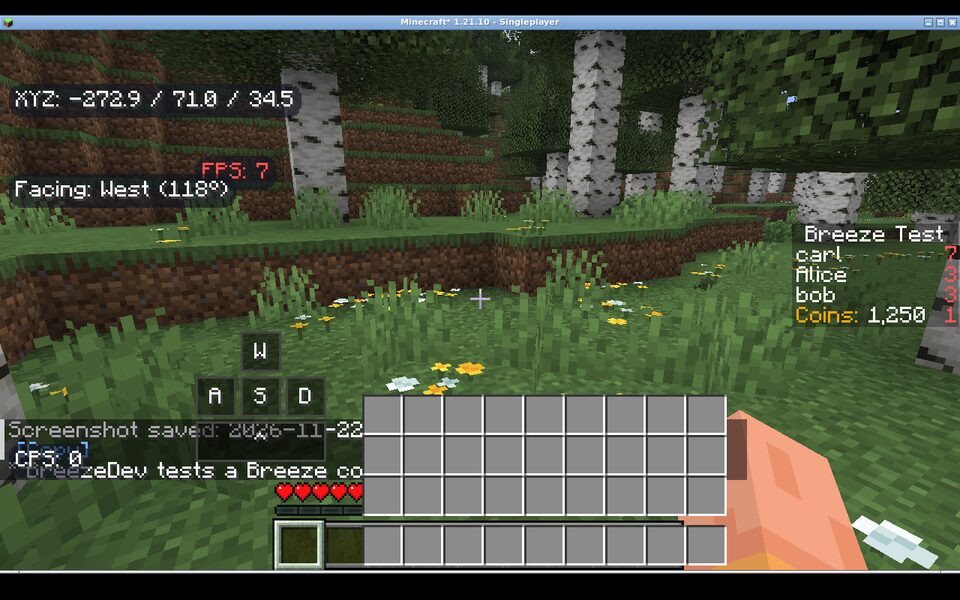 Minecraft* 1.21.10 - Singleplayer
XYZ: -272.9 / 71.0 / 34.5
FPS: 7
Facing: West (118°)
Breeze Test
carl 7
Alice 3
bob 3
Coins: 1,250 1
W
A S D
Screenshot saved: 2026-11-22
[Copy]
CPS: 0
BreezeDev tests a Breeze co